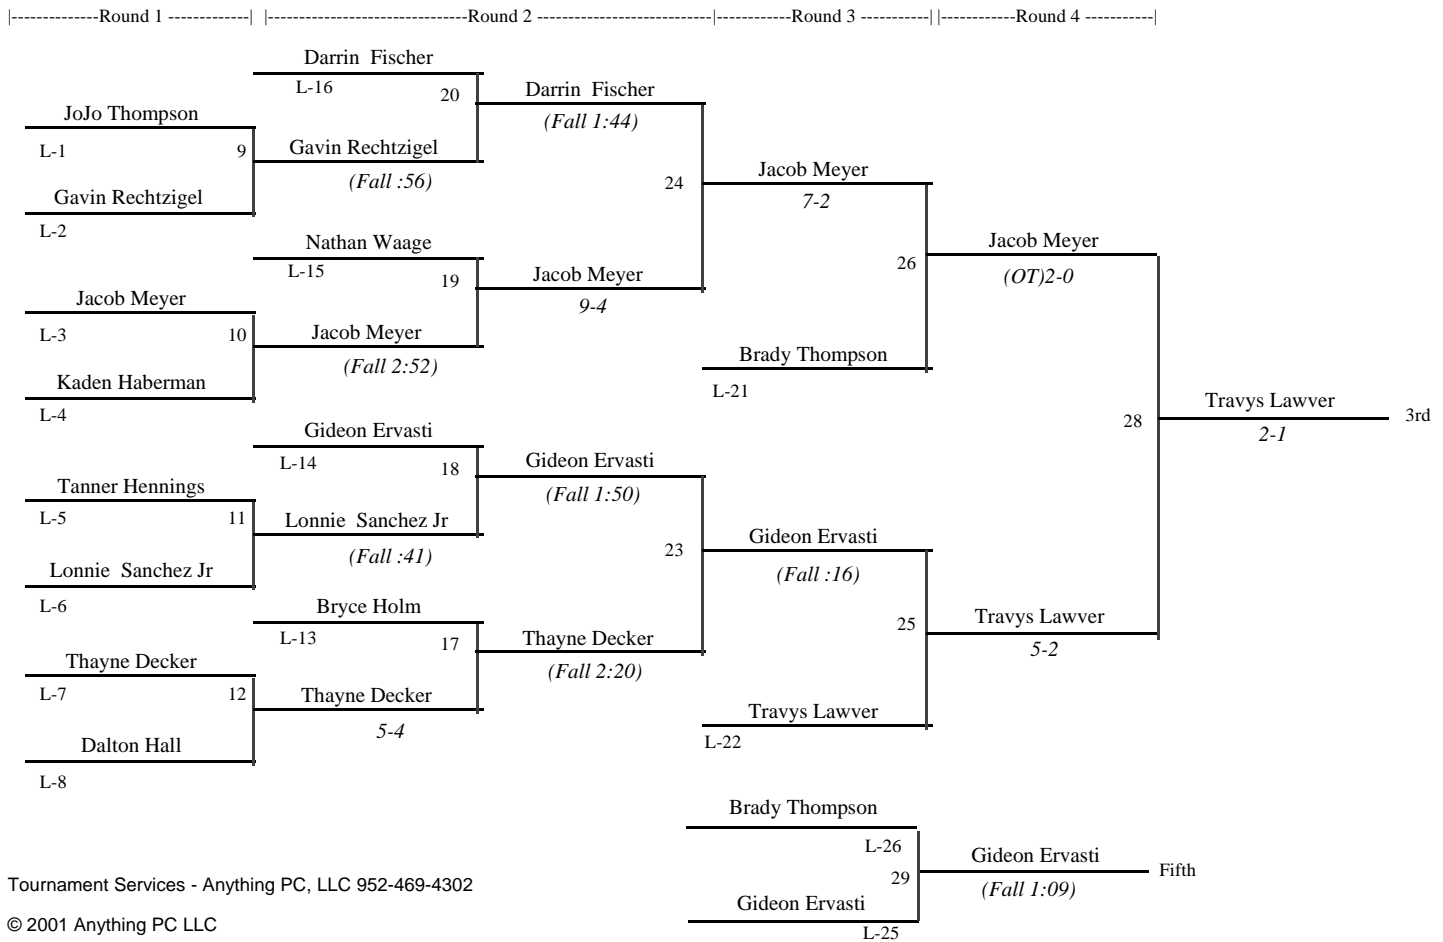 |--------------Round 1 -------------|  |--------------------------------Round 2 ----------------------------|------------Round 3 -----------| |------------Round 4 -----------|
Darrin  Fischer
L-16
20
Darrin  Fischer
(Fall 1:44)
JoJo Thompson
L-1
9
Gavin Rechtzigel
(Fall :56)
Gavin Rechtzigel
L-2
24
Jacob Meyer
7-2
Nathan Waage
L-15
19
Jacob Meyer
9-4
26
Jacob Meyer
(OT)2-0
Jacob Meyer
L-3
10
Jacob Meyer
(Fall 2:52)
Kaden Haberman
L-4
Brady Thompson
L-21
28
Travys Lawver
2-1
3rd
Gideon Ervasti
L-14
18
Gideon Ervasti
(Fall 1:50)
Tanner Hennings
L-5
11
Lonnie  Sanchez Jr
(Fall :41)
Lonnie  Sanchez Jr
L-6
23
Gideon Ervasti
(Fall :16)
Bryce Holm
L-13
17
Thayne Decker
(Fall 2:20)
25
Travys Lawver
5-2
Thayne Decker
L-7
12
Thayne Decker
5-4
Dalton Hall
L-8
Travys Lawver
L-22
Brady Thompson
L-26
29
Gideon Ervasti
(Fall 1:09)
Fifth
Gideon Ervasti
L-25
Tournament Services - Anything PC, LLC 952-469-4302
© 2001 Anything PC LLC